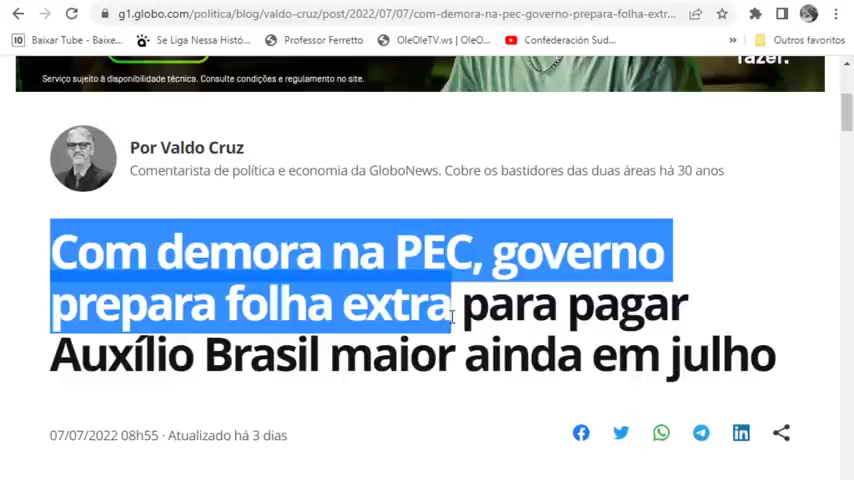 g1.globo.com/politica/blog/valdo-cruz/post/2022/07/07/com-demora-na-pec-governo-prepara-folha-extr...
Baixar Tube - Baixe... Se Liga Nessa Histó... Professor Ferretto OleOleTV.ws | OleO... Confederación Sud... » Outros favoritos
fazer.
Serviço sujeito à disponibilidade técnica. Consulte condições e regulamento no site.
Por Valdo Cruz
Comentarista de política e economia da GloboNews. Cobre os bastidores das duas áreas há 30 anos
Com demora na PEC, governo
prepara folha extra para pagar
Auxílio Brasil maior ainda em julho
07/07/2022 08h55 · Atualizado há 3 dias